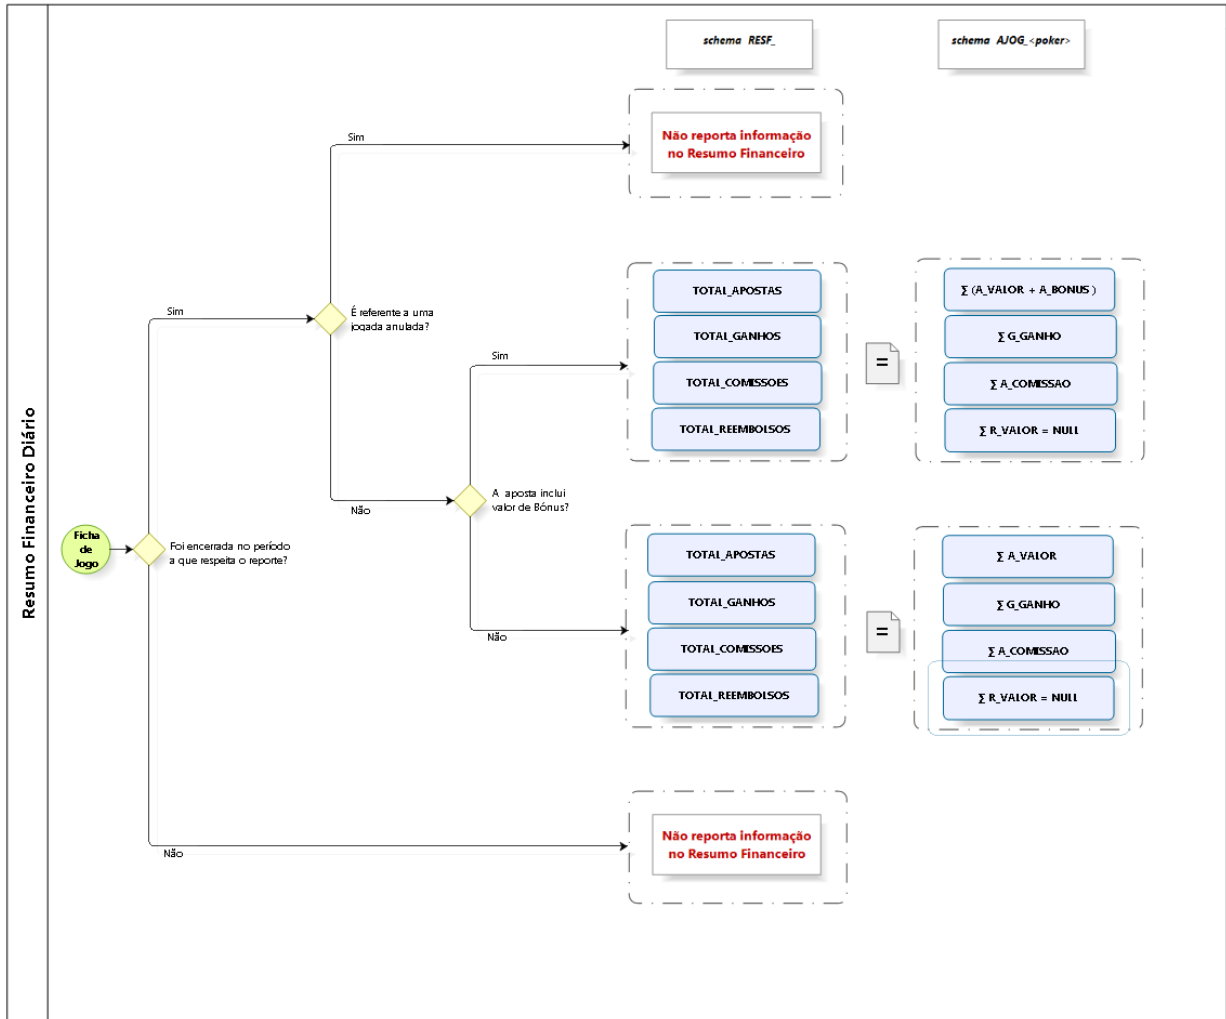 Resumo Financeiro Diário
schema RESF_
schema AJOG_<poker>
Sim
Não reporta informação
no Resumo Financeiro
Sim
É referente a uma
jogada anulada?
TOTAL_APOSTAS
TOTAL_GANHOS
TOTAL_COMISSOES
TOTAL_REEMBOLSOS
=
∑ (A_VALOR + A_BONUS )
∑ G_GANHO
∑ A_COMISSAO
∑ R_VALOR = NULL
Sim
Não
A aposta inclui
valor de Bónus?
Ficha
de
Jogo
Foi encerrada no período
a que respeita o reporte?
Não
TOTAL_APOSTAS
TOTAL_GANHOS
TOTAL_COMISSOES
TOTAL_REEMBOLSOS
=
∑ A_VALOR
∑ G_GANHO
∑ A_COMISSAO
∑ R_VALOR = NULL
Não
Não reporta informação
no Resumo Financeiro